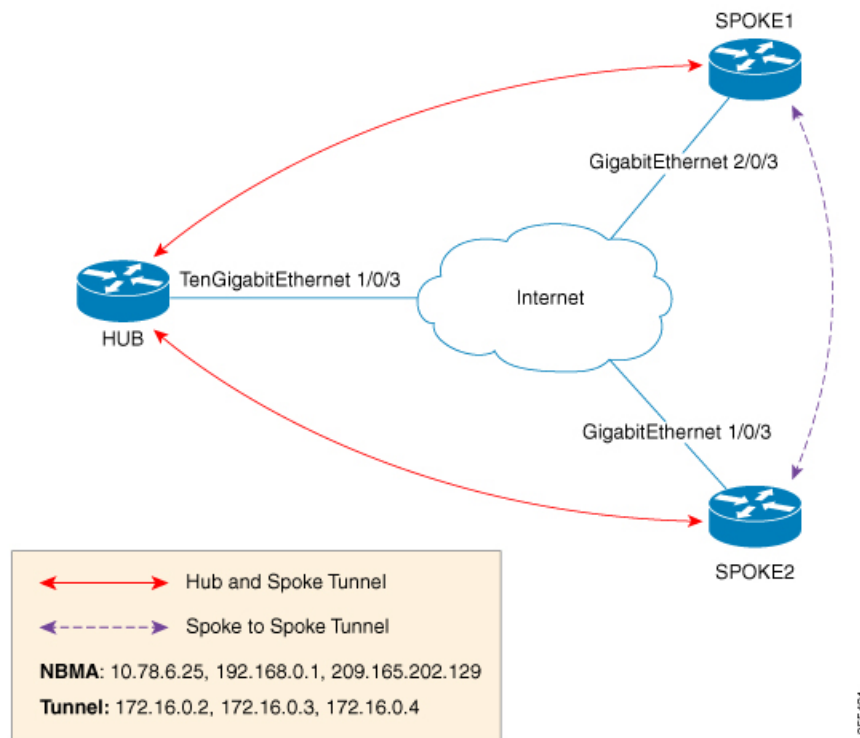 SPOKE1
GigabitEthernet 2/0/3
TenGigabitEthernet 1/0/3
Internet
HUB
GigabitEthernet 1/0/3
SPOKE2
Hub and Spoke Tunnel
Spoke to Spoke Tunnel
NBMA: 10.78.6.25, 192.168.0.1, 209.165.202.129
Tunnel: 172.16.0.2, 172.16.0.3, 172.16.0.4